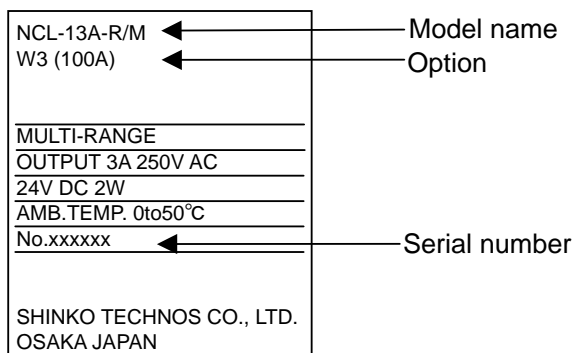 NCL-13A-R/M
Model name
W3 (100A)
Option
MULTI-RANGE
OUTPUT 3A 250V AC
24V DC 2W
AMB.TEMP. 0to50°C
No.xxxxxx
Serial number
SHINKO TECHNOS CO., LTD.
OSAKA JAPAN